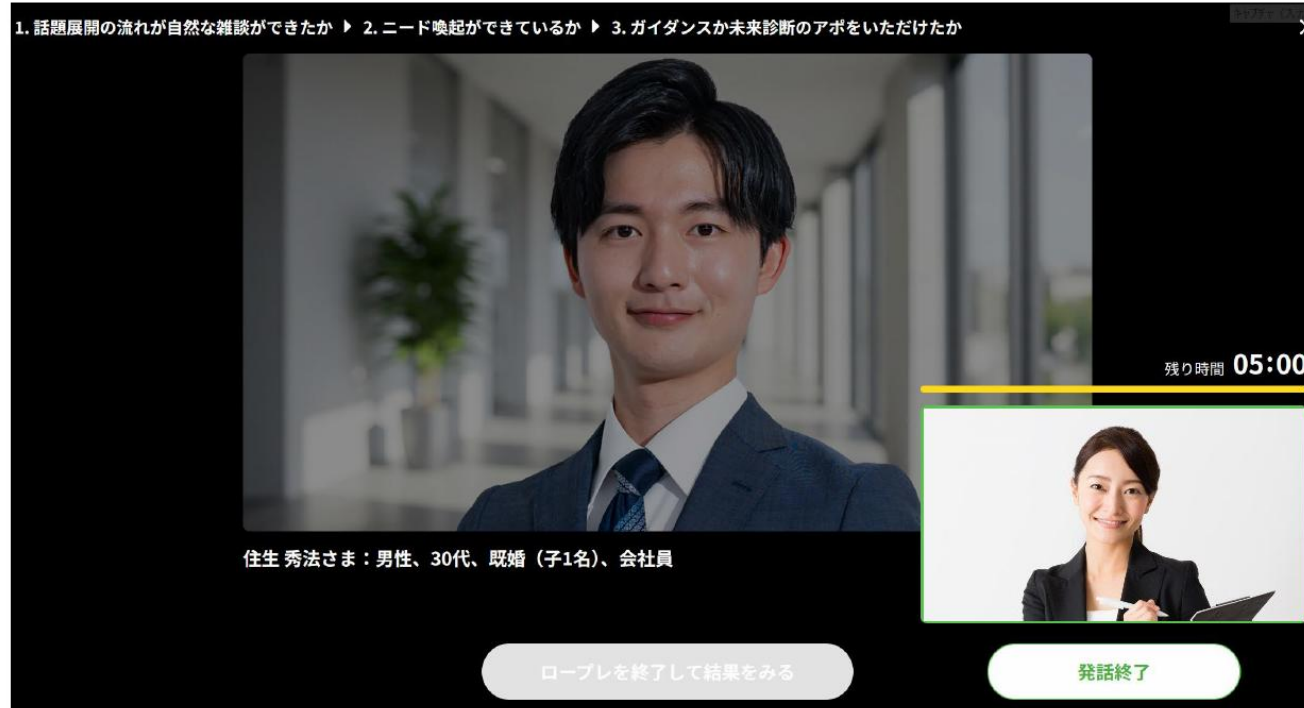 1. 話題展開の流れが自然な雑談ができたか ▶ 2. ニード喚起ができているか ▶ 3. ガイダンスか未来診断のアポをいただけたか
残り時間 05:00
住生 秀法さま：男性、30代、既婚（子1名）、会社員
ロープレを終了して結果をみる
発話終了